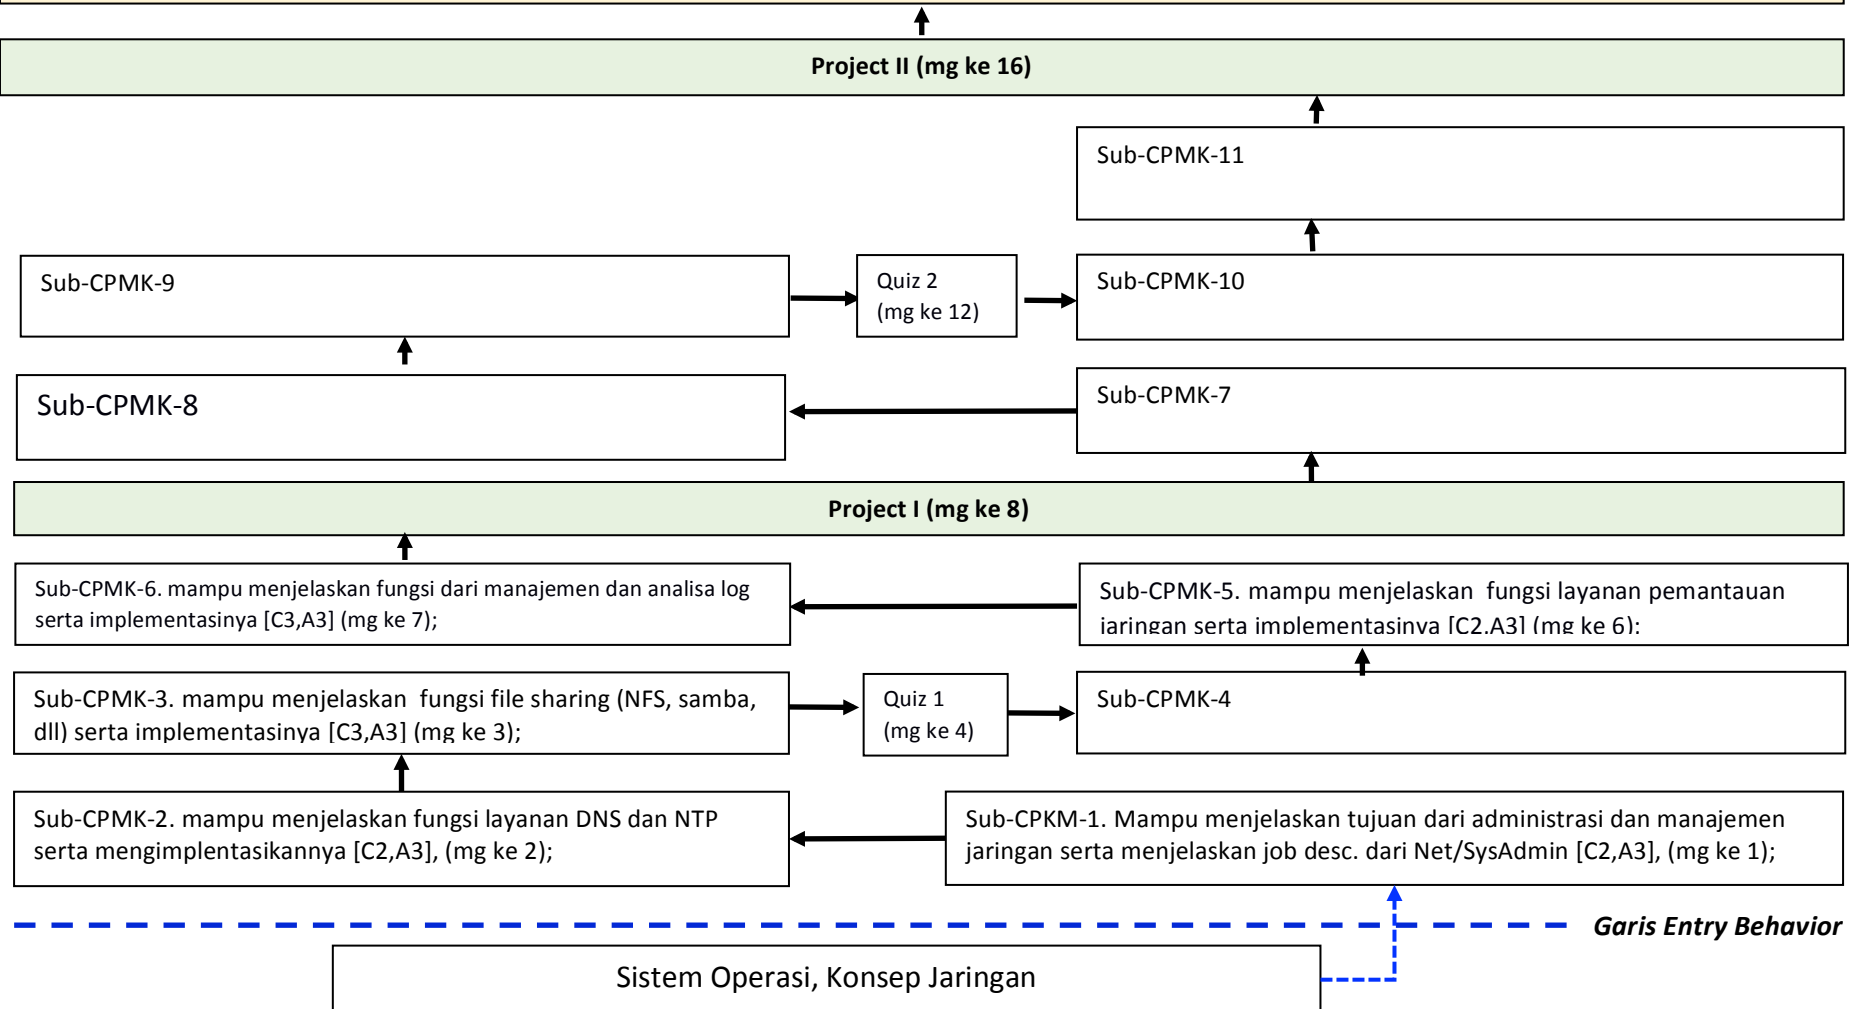 Project II (mg ke 16)
Sub-CPMK-11
Sub-CPMK-9
Quiz 2
(mg ke 12)
Sub-CPMK-10
Sub-CPMK-8
Sub-CPMK-7
Project I (mg ke 8)
Sub-CPMK-6. mampu menjelaskan fungsi dari manajemen dan analisa log
serta implementasinya [C3,A3] (mg ke 7);
Sub-CPMK-5. mampu menjelaskan  fungsi layanan pemantauan
jaringan serta implementasinya [C2,A3] (mg ke 6);
Sub-CPMK-3. mampu menjelaskan  fungsi file sharing (NFS, samba,
dll) serta implementasinya [C3,A3] (mg ke 3);
Quiz 1
(mg ke 4)
Sub-CPMK-4
Sub-CPMK-2. mampu menjelaskan fungsi layanan DNS dan NTP
serta mengimplentasikannya [C2,A3], (mg ke 2);
Sub-CPKM-1. Mampu menjelaskan tujuan dari administrasi dan manajemen
jaringan serta menjelaskan job desc. dari Net/SysAdmin [C2,A3], (mg ke 1);
Garis Entry Behavior
Sistem Operasi, Konsep Jaringan